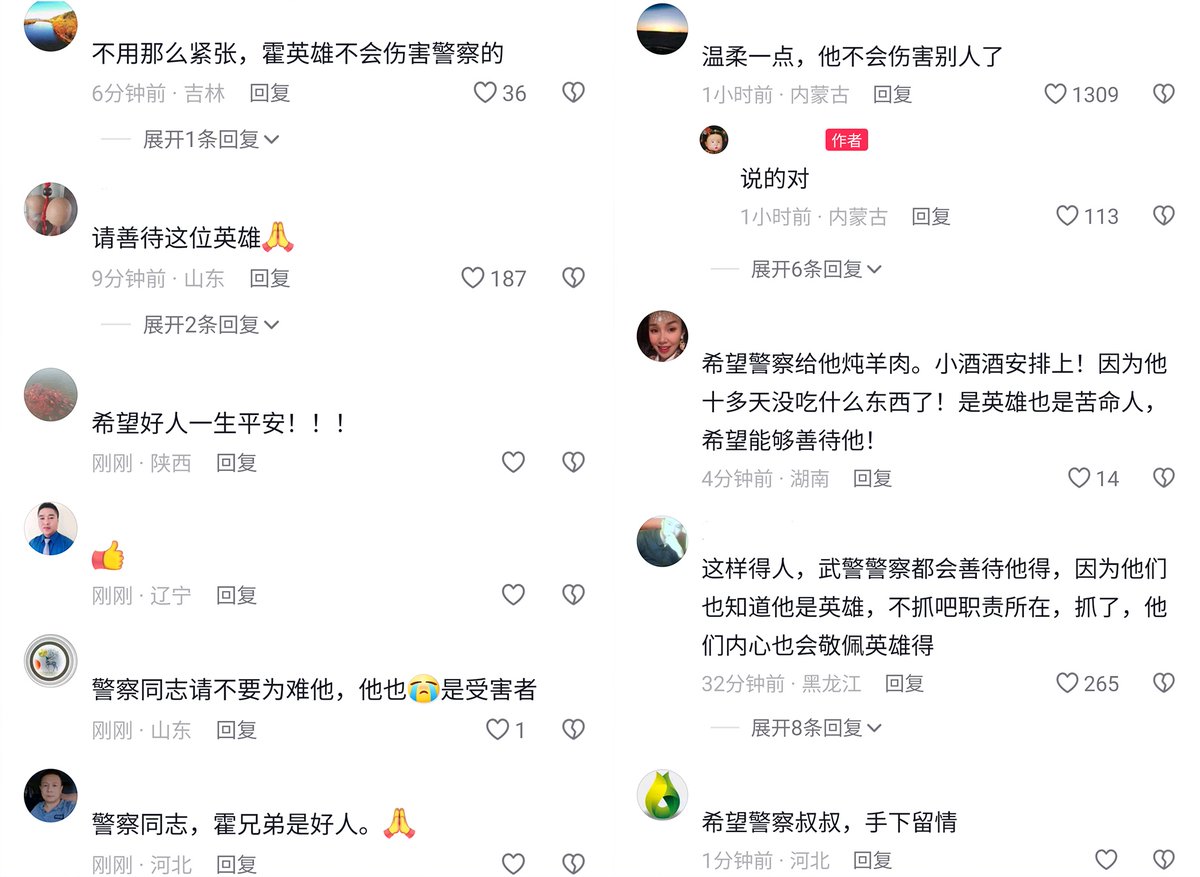 不用那么紧张，霍英雄不会伤害警察的
6分钟前 · 吉林 回复 36
展开1条回复
请善待这位英雄🙏
9分钟前 · 山东 回复 187
展开2条回复
希望好人一生平安！！！
刚刚 · 陕西 回复
👍
刚刚 · 辽宁 回复
警察同志请不要为难他，他也😭是受害者
刚刚 · 山东 回复 1
警察同志，霍兄弟是好人。🙏
刚刚 · 河北 回复
温柔一点，他不会伤害别人了
1小时前 · 内蒙古 回复 1309
作者
说的对
1小时前 · 内蒙古 回复 113
展开6条回复
希望警察给他炖羊肉。小酒酒安排上！因为他
十多天没吃什么东西了！是英雄也是苦命人，
希望能够善待他！
4分钟前 · 湖南 回复 14
这样得人，武警警察都会善待他得，因为他们
也知道他是英雄，不抓吧职责所在，抓了，他
们内心也会敬佩英雄得
32分钟前 · 黑龙江 回复 265
展开8条回复
希望警察叔叔，手下留情
1分钟前 · 河北 回复